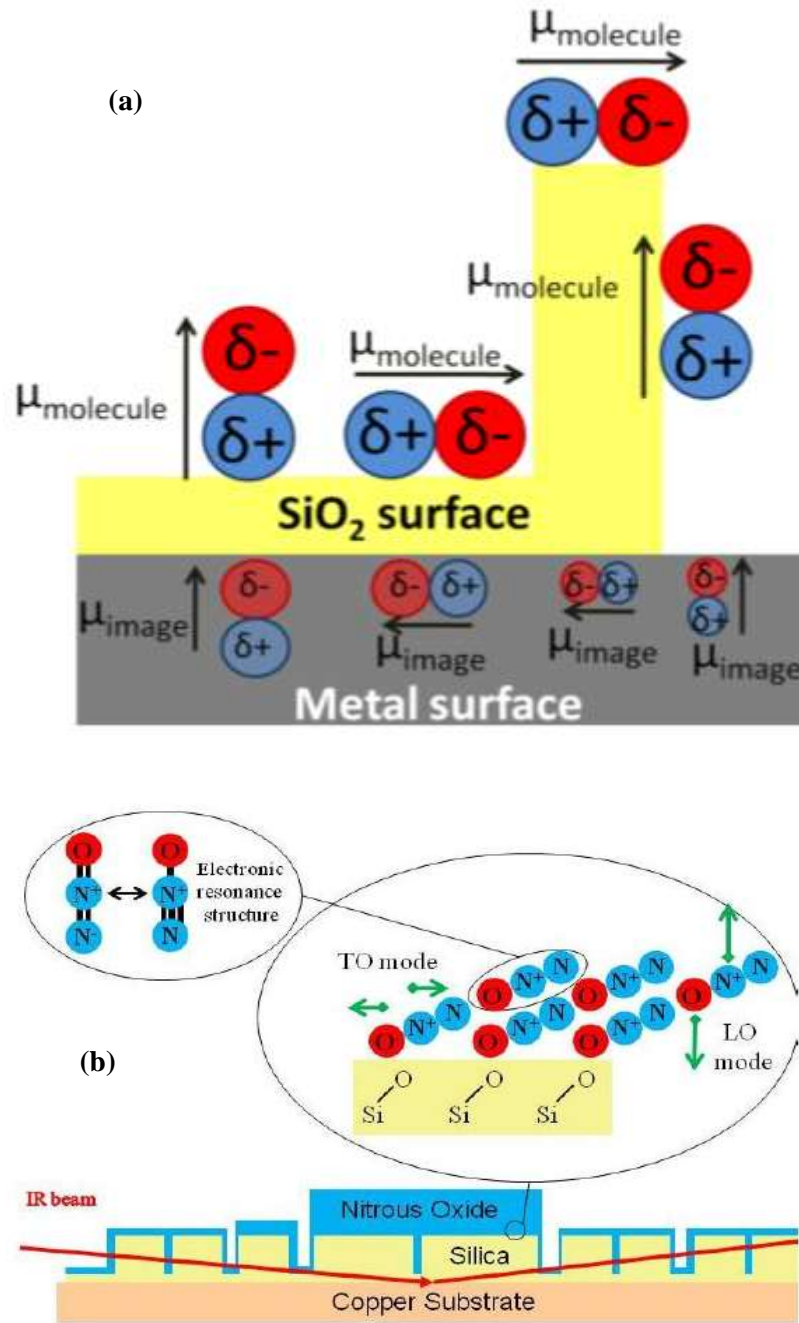 μmolecule
(a)
δ+ δ-
δ-
μmolecule
δ+
δ-
μmolecule
δ+
μmolecule
δ+ δ-
SiO2 surface
δ- δ+ δ- δ+ δ- δ+ δ- δ+
μimage μimage μimage μimage
Metal surface
O O
N+ N+
N- N
Electronic
resonance
structure
TO mode
O N+ N O N+ N O N+ N O N+ N
O N+ N O N+ N O N+ N
LO
mode
(b)
O O O
Si Si Si
IR beam
Nitrous Oxide
Silica
Copper Substrate